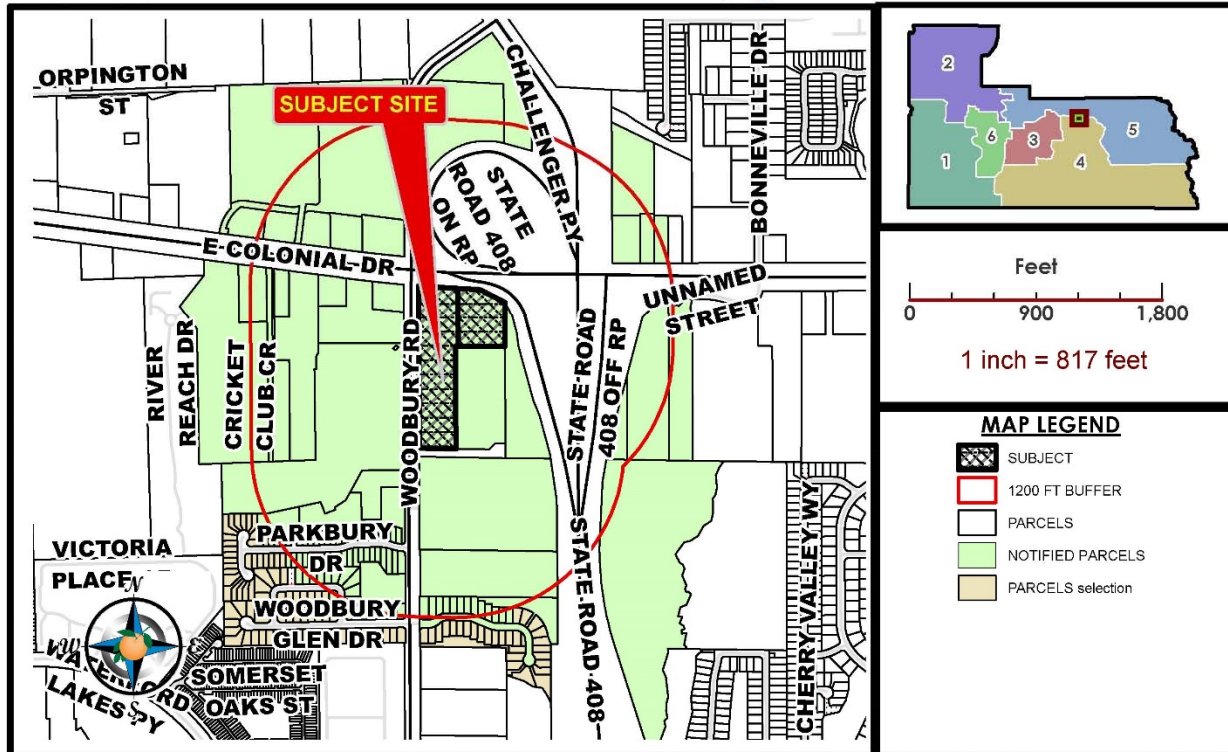 ORPINGTON
ST
SUBJECT SITE
CHALLENGER PY
BONNEVILLE DR
STATE
ROAD 408
ON RP
E COLONIAL DR
UNNAMED
STREET
RIVER
REACH DR
CRICKET
CLUB CR
WOODBURY RD
STATE ROAD
408 OFF RP
PARKBURY
DR
VICTORIA
PLACE
WOODBURY
GLEN DR
STATE ROAD 408
CHERRY VALLEY WY
N
W
E
S
WATERFORD
LAKES PY
SOMERSET
OAKS ST
2
1
6
3
5
4
Feet
0 900 1,800
1 inch = 817 feet
MAP LEGEND
SUBJECT
1200 FT BUFFER
PARCELS
NOTIFIED PARCELS
PARCELS selection